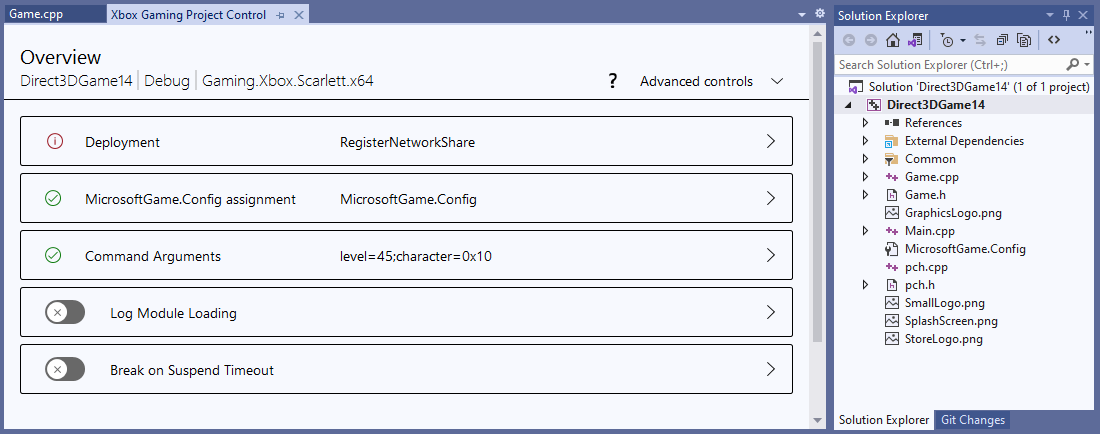 Game.cpp
Xbox Gaming Project Control
Overview
Direct3DGame14 Debug Gaming.Xbox.Scarlett.x64
? Advanced controls
Deployment RegisterNetworkShare
MicrosoftGame.Config assignment MicrosoftGame.Config
Command Arguments level=45;character=0x10
Log Module Loading
Break on Suspend Timeout
Solution Explorer
Search Solution Explorer (Ctrl+;)
Solution 'Direct3DGame14' (1 of 1 project)
Direct3DGame14
References
External Dependencies
Common
Game.cpp
Game.h
GraphicsLogo.png
Main.cpp
MicrosoftGame.Config
pch.cpp
pch.h
SmallLogo.png
SplashScreen.png
StoreLogo.png
Solution Explorer Git Changes